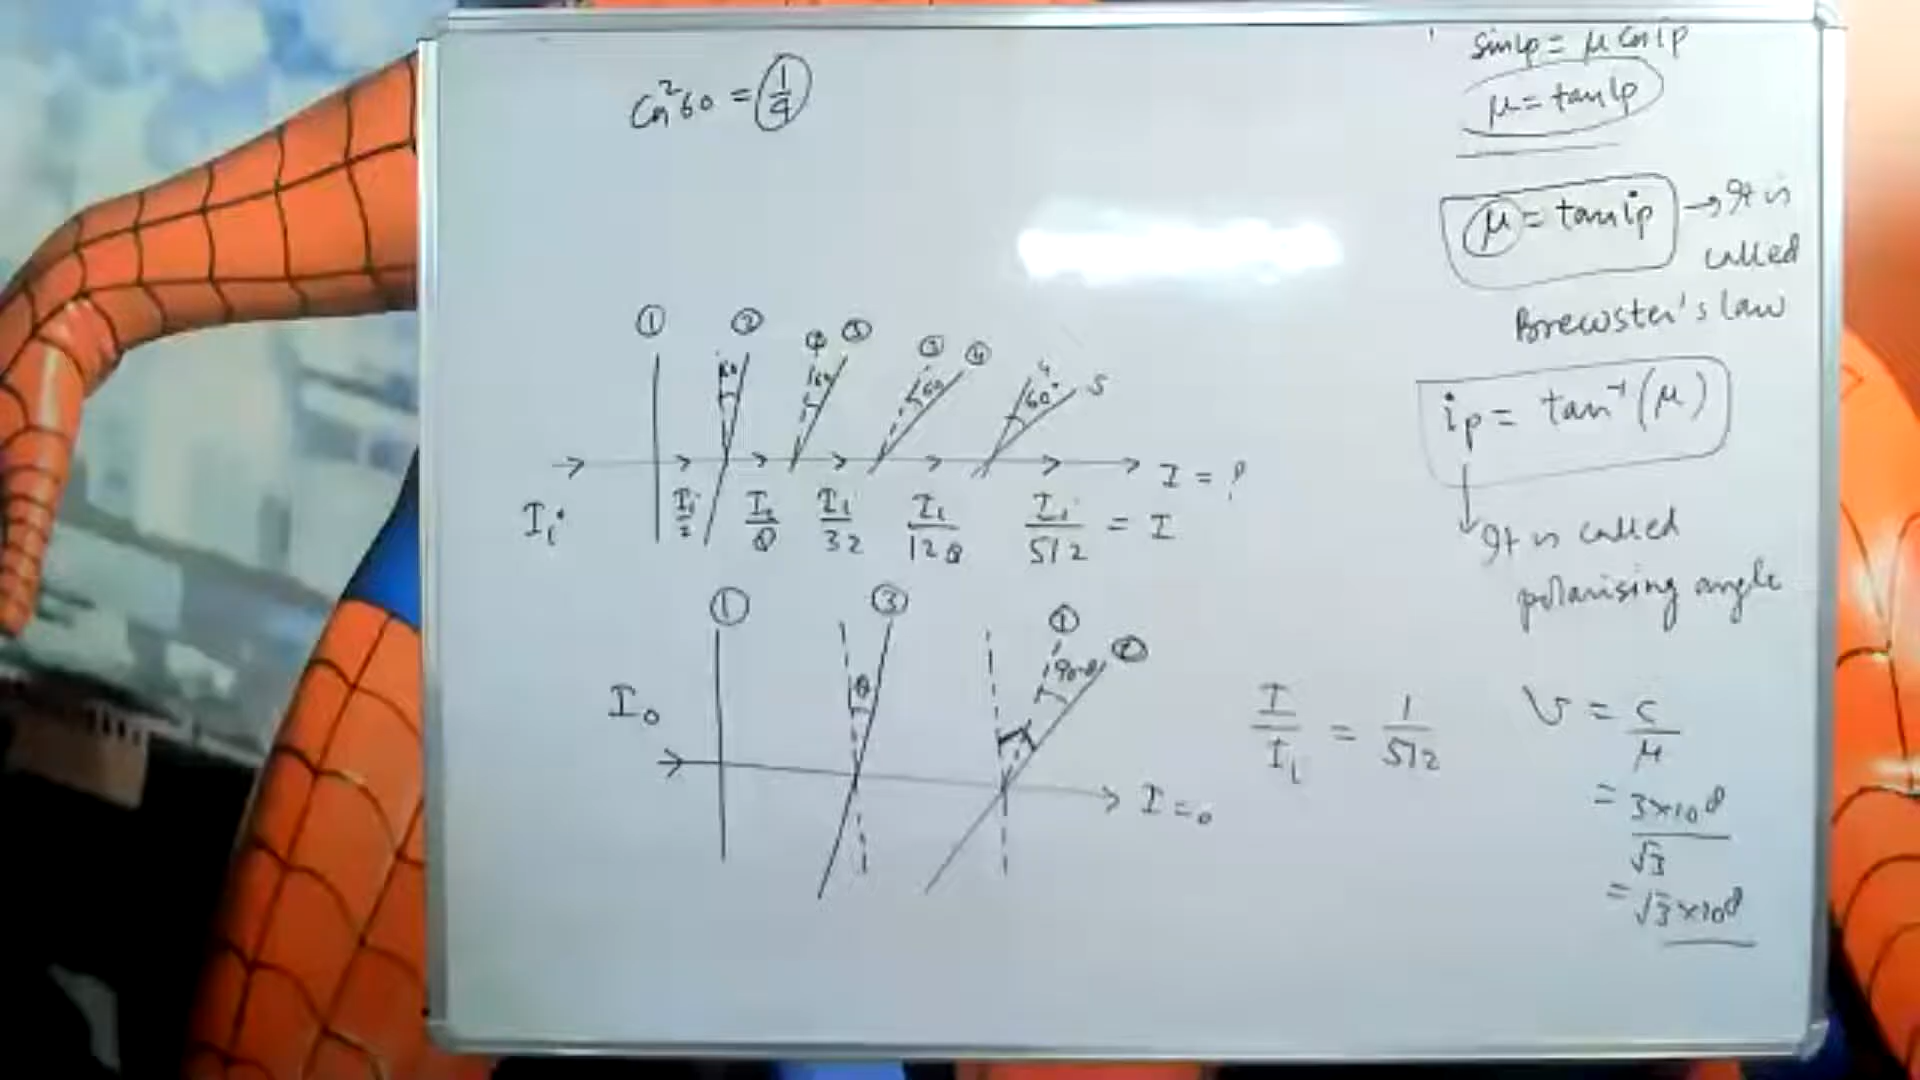 sin ip = μ cos ip
μ = tan ip
cos²60 = 1/4
μ = tan ip → It is
called
Brewster's law
① ② ② ③ ③ ④ 4 5
60 60 60 60°
ip = tan⁻¹(μ)
I = ?
Ii Ii/2 Ii/8 Ii/32 Ii/128 Ii/512 = I
It is called
polarising angle
① ③ ②
θ 90-θ
I₀
I = 0
I/Ii = 1/512
v = c/μ
= 3×10⁸/√3
= √3×10⁸